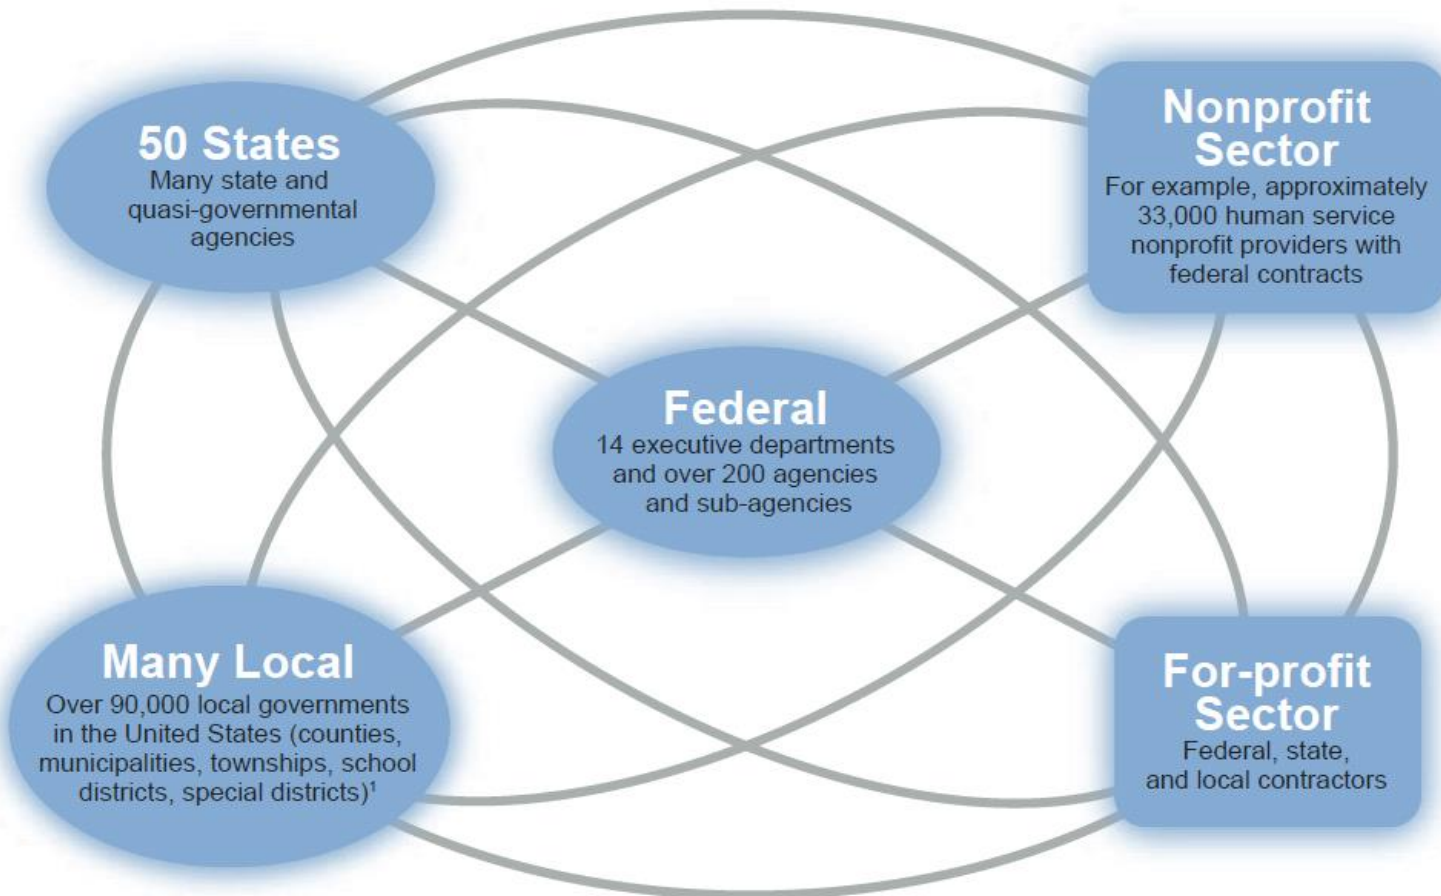 50 States
Many state and
quasi-governmental
agencies
Nonprofit
Sector
For example, approximately
33,000 human service
nonprofit providers with
federal contracts
Federal
14 executive departments
and over 200 agencies
and sub-agencies
Many Local
Over 90,000 local governments
in the United States (counties,
municipalities, townships, school
districts, special districts)¹
For-profit
Sector
Federal, state,
and local contractors